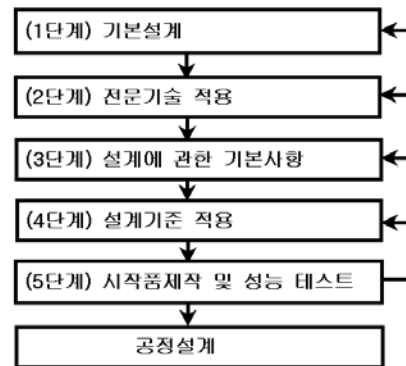 (1단계) 기본설계
(2단계) 전문기술 적용
(3단계) 설계에 관한 기본사항
(4단계) 설계기준 적용
(5단계) 시작품제작 및 성능 테스트
공정설계